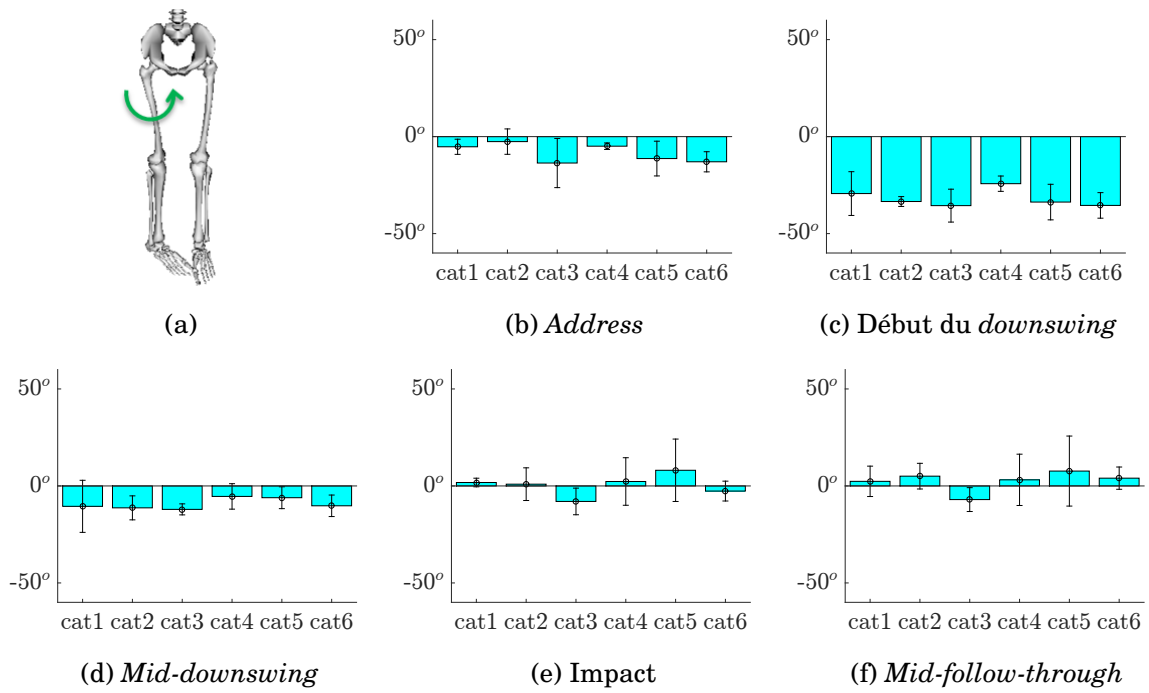 50°
0°
-50°
cat1 cat2 cat3 cat4 cat5 cat6
50°
0°
-50°
cat1 cat2 cat3 cat4 cat5 cat6
(a)
(b) Address
(c) Début du downswing
50°
0°
-50°
cat1 cat2 cat3 cat4 cat5 cat6
50°
0°
-50°
cat1 cat2 cat3 cat4 cat5 cat6
50°
0°
-50°
cat1 cat2 cat3 cat4 cat5 cat6
(d) Mid-downswing
(e) Impact
(f) Mid-follow-through